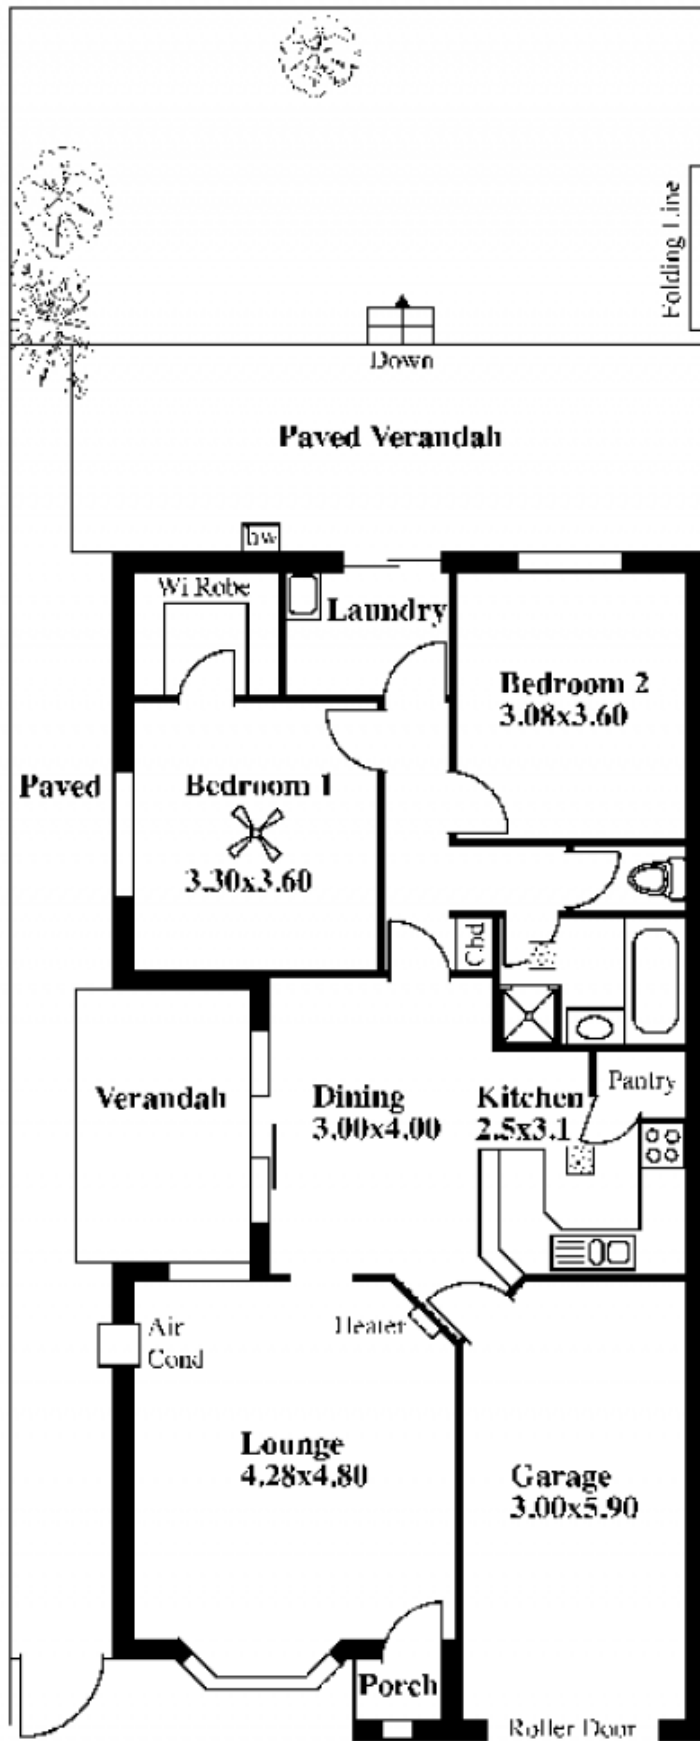 Folding Line
Down
Paved Verandah
hw
Wi Robe
Laundry
Bedroom 2
3.08x3.60
Paved
Bedroom 1
3.30x3.60
Cbd
Verandah
Dining
3.00x4.00
Kitchen
2.5x3.1
Pantry
Heater
Air
Cond
Lounge
4.28x4.80
Garage
3.00x5.90
Porch
Roller Door